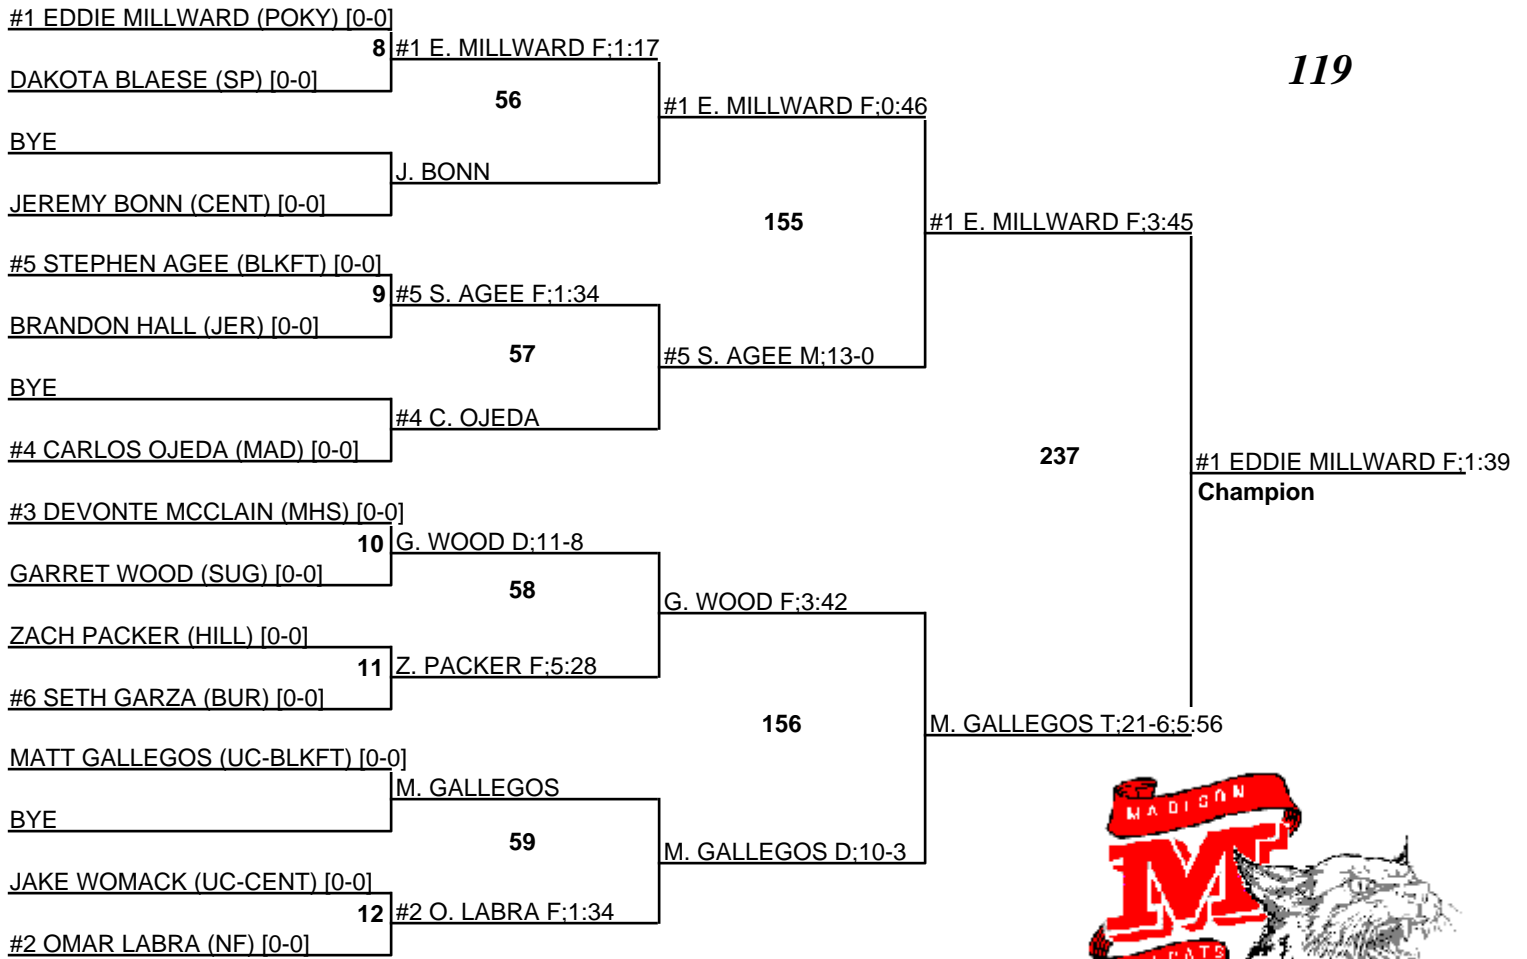 #1 EDDIE MILLWARD (POKY) [0-0]
8 #1 E. MILLWARD F;1:17
119
DAKOTA BLAESE (SP) [0-0]
56
#1 E. MILLWARD F;0:46
BYE
J. BONN
JEREMY BONN (CENT) [0-0]
155
#1 E. MILLWARD F;3:45
#5 STEPHEN AGEE (BLKFT) [0-0]
9 #5 S. AGEE F;1:34
BRANDON HALL (JER) [0-0]
57
#5 S. AGEE M;13-0
BYE
#4 C. OJEDA
#4 CARLOS OJEDA (MAD) [0-0]
237
#1 EDDIE MILLWARD F;1:39
Champion
#3 DEVONTE MCCLAIN (MHS) [0-0]
10 G. WOOD D;11-8
GARRET WOOD (SUG) [0-0]
58
G. WOOD F;3:42
ZACH PACKER (HILL) [0-0]
11 Z. PACKER F;5:28
#6 SETH GARZA (BUR) [0-0]
156
M. GALLEGOS T;21-6;5:56
MATT GALLEGOS (UC-BLKFT) [0-0]
M. GALLEGOS
BYE
59
M. GALLEGOS D;10-3
JAKE WOMACK (UC-CENT) [0-0]
12 #2 O. LABRA F;1:34
#2 OMAR LABRA (NF) [0-0]
MADISON
M